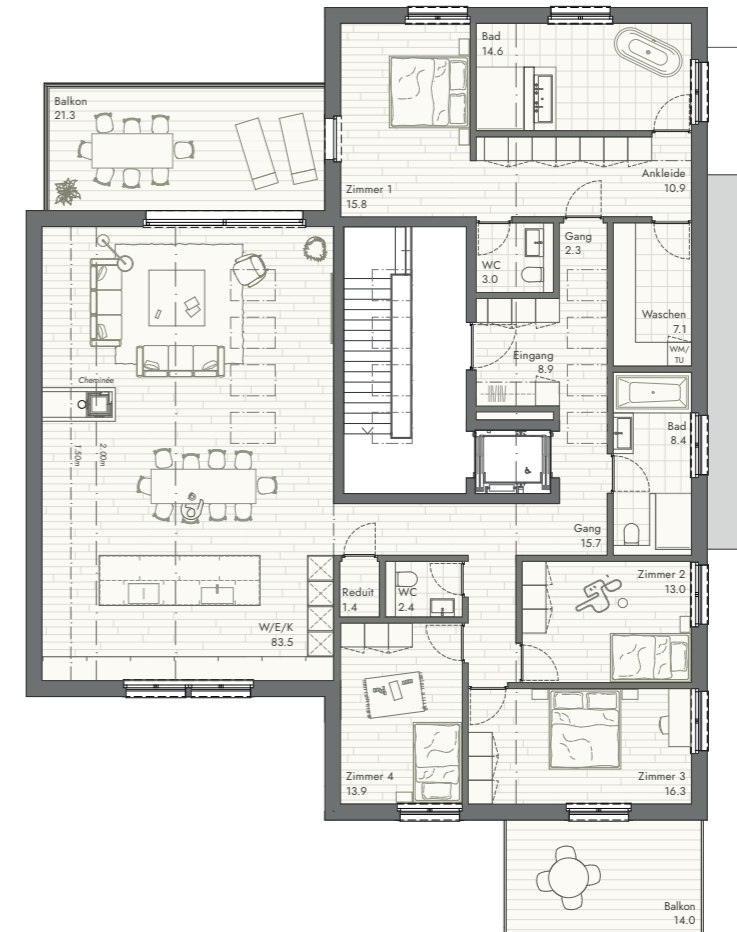 Bad
14.6
Balkon
21.3
Ankleide
10.9
Zimmer 1
15.8
Gang
2.3
WC
3.0
Waschen
7.1
WM/
TU
Eingang
8.9
Cheminée
1.50m
2.00m
Bad
8.4
Gang
15.7
Zimmer 2
13.0
Reduit
1.4
WC
2.4
W/E/K
83.5
Zimmer 4
13.9
Zimmer 3
16.3
Balkon
14.0